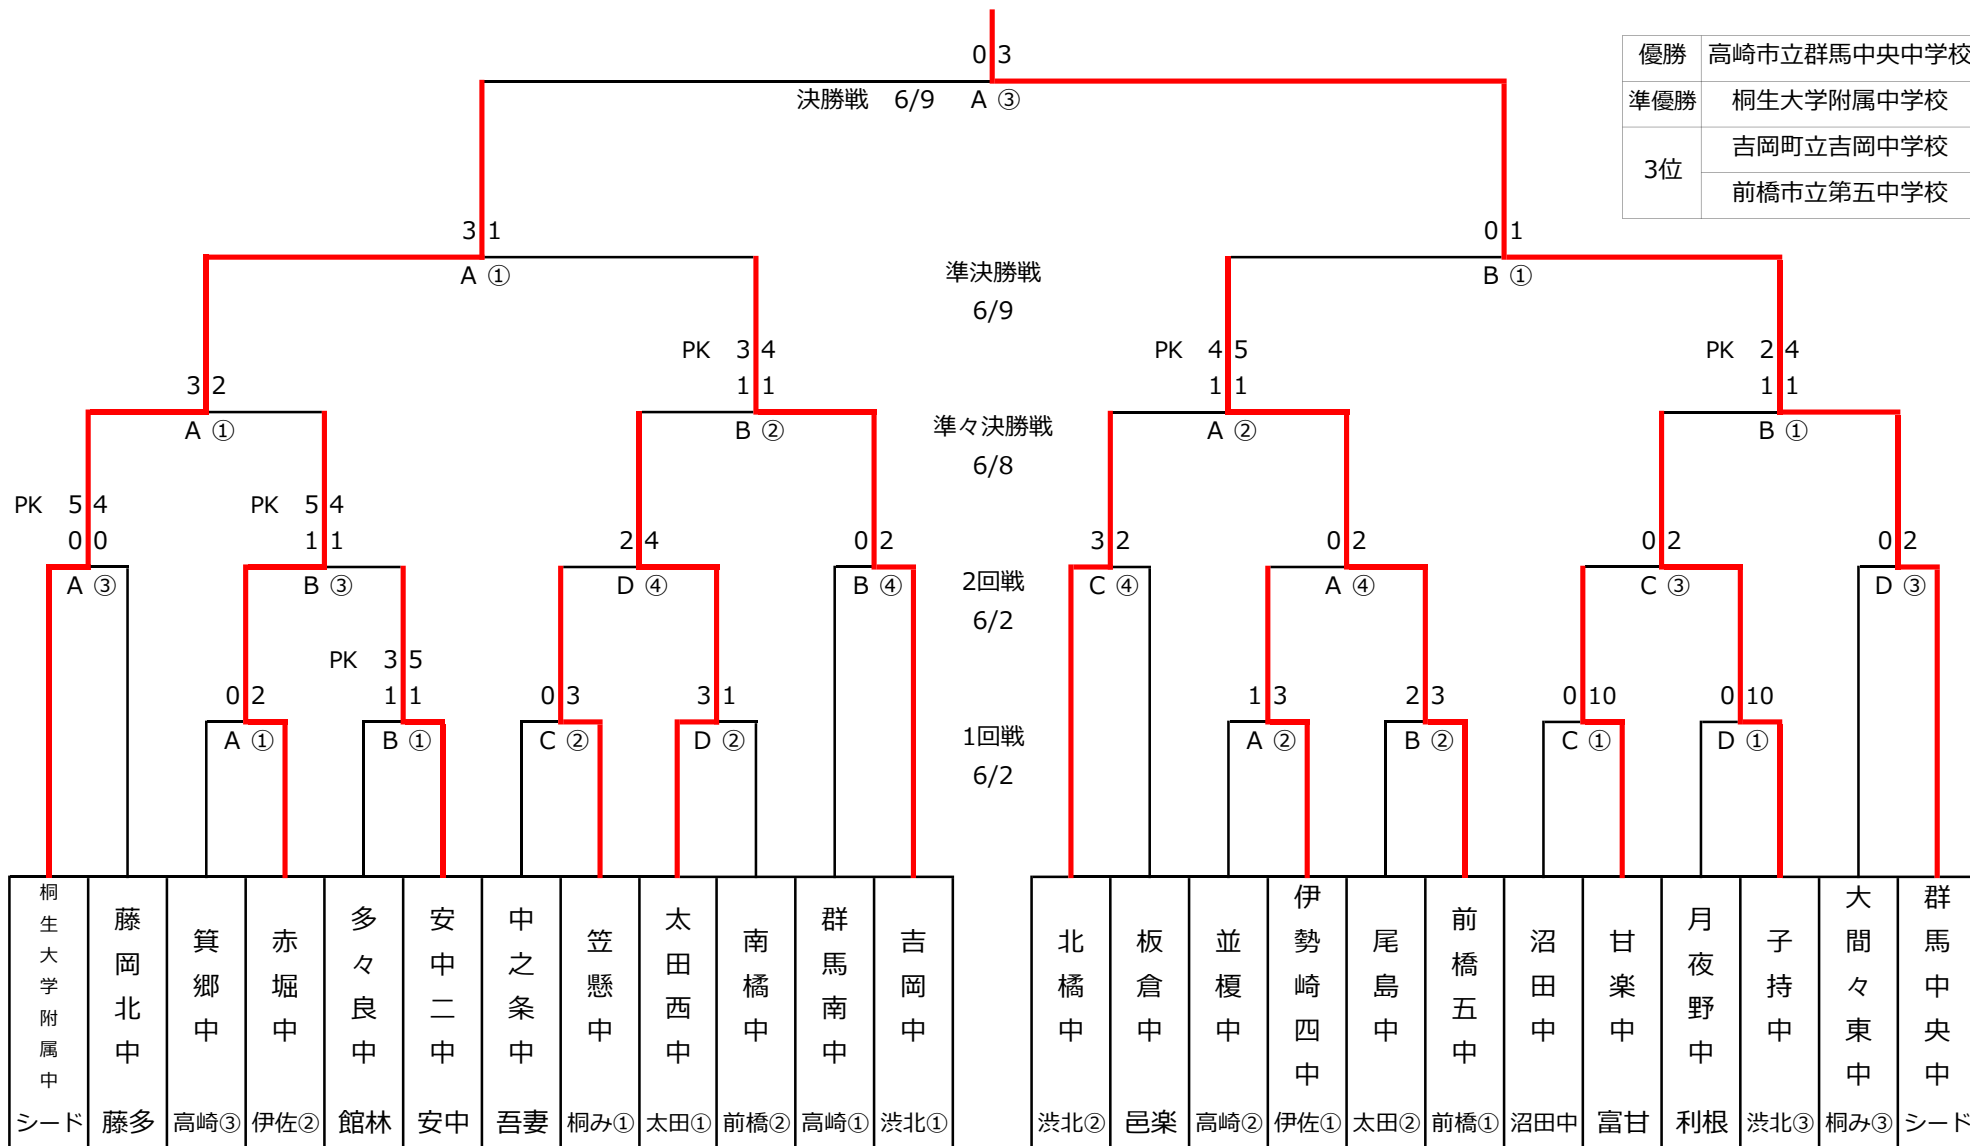 0 3
決勝戦 6/9 A ③
優勝 高崎市立群馬中央中学校
準優勝 桐生大学附属中学校
3位 吉岡町立吉岡中学校
前橋市立第五中学校
3 1
A ①
0 1
B ①
準決勝戦
6/9
3 2
A ①
PK 3 4
1 1
B ②
PK 4 5
1 1
A ②
PK 2 4
1 1
B ①
準々決勝戦
6/8
PK 5 4
0 0
A ③
PK 5 4
1 1
B ③
2 4
D ④
0 2
B ④
3 2
C ④
0 2
A ④
0 2
C ③
0 2
D ③
2回戦
6/2
0 2
A ①
PK 3 5
1 1
B ①
0 3
C ②
3 1
D ②
1 3
A ②
2 3
B ②
0 10
C ①
0 10
D ①
1回戦
6/2
桐生大学附属中
藤岡北中
箕郷中
赤堀中
多々良中
安中二中
中之条中
笠懸中
太田西中
南橘中
群馬南中
吉岡中
北橘中
板倉中
並榎中
伊勢崎四中
尾島中
前橋五中
沼田中
甘楽中
月夜野中
子持中
大間々東中
群馬中央中
シード 藤多 高崎③ 伊佐② 館林 安中 吾妻 桐み① 太田① 前橋② 高崎① 渋北① 渋北② 邑楽 高崎② 伊佐① 太田② 前橋① 沼田中 富甘 利根 渋北③ 桐み③ シード